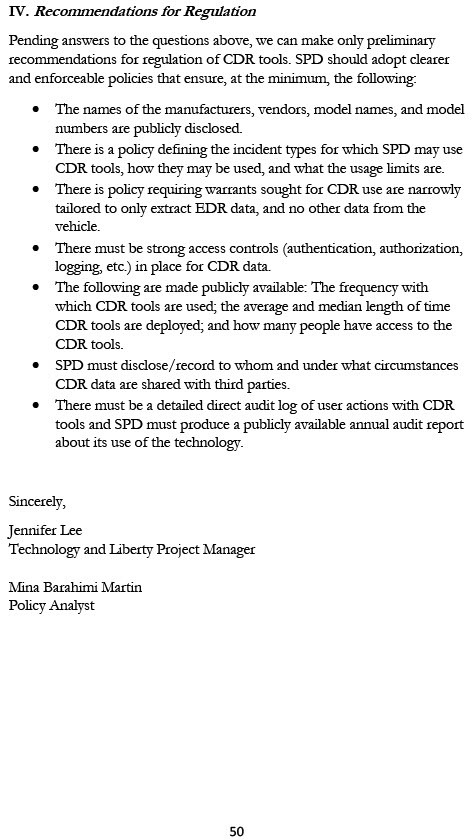 IV. Recommendations for Regulation
Pending answers to the questions above, we can make only preliminary
recommendations for regulation of CDR tools. SPD should adopt clearer
and enforceable policies that ensure, at the minimum, the following:
• The names of the manufacturers, vendors, model names, and model
numbers are publicly disclosed.
• There is a policy defining the incident types for which SPD may use
CDR tools, how they may be used, and what the usage limits are.
• There is policy requiring warrants sought for CDR use are narrowly
tailored to only extract EDR data, and no other data from the
vehicle.
• There must be strong access controls (authentication, authorization,
logging, etc.) in place for CDR data.
• The following are made publicly available: The frequency with
which CDR tools are used; the average and median length of time
CDR tools are deployed; and how many people have access to the
CDR tools.
• SPD must disclose/record to whom and under what circumstances
CDR data are shared with third parties.
• There must be a detailed direct audit log of user actions with CDR
tools and SPD must produce a publicly available annual audit report
about its use of the technology.
Sincerely,
Jennifer Lee
Technology and Liberty Project Manager
Mina Barahimi Martin
Policy Analyst
50